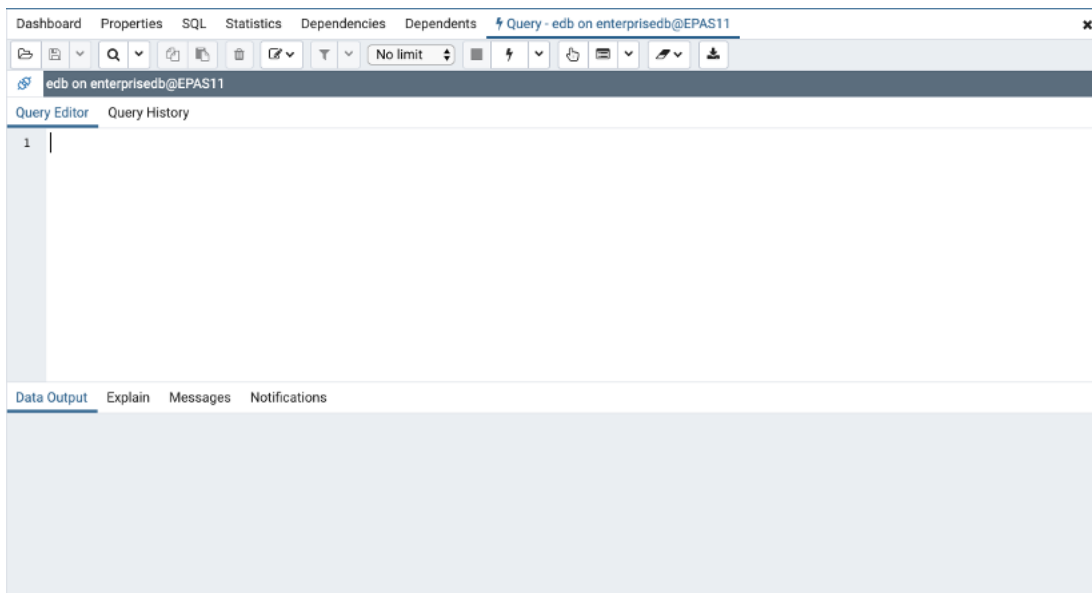 Dashboard Properties SQL Statistics Dependencies Dependents Query - edb on enterprisedb@EPAS11
No limit
edb on enterprisedb@EPAS11
Query Editor Query History
1
Data Output Explain Messages Notifications